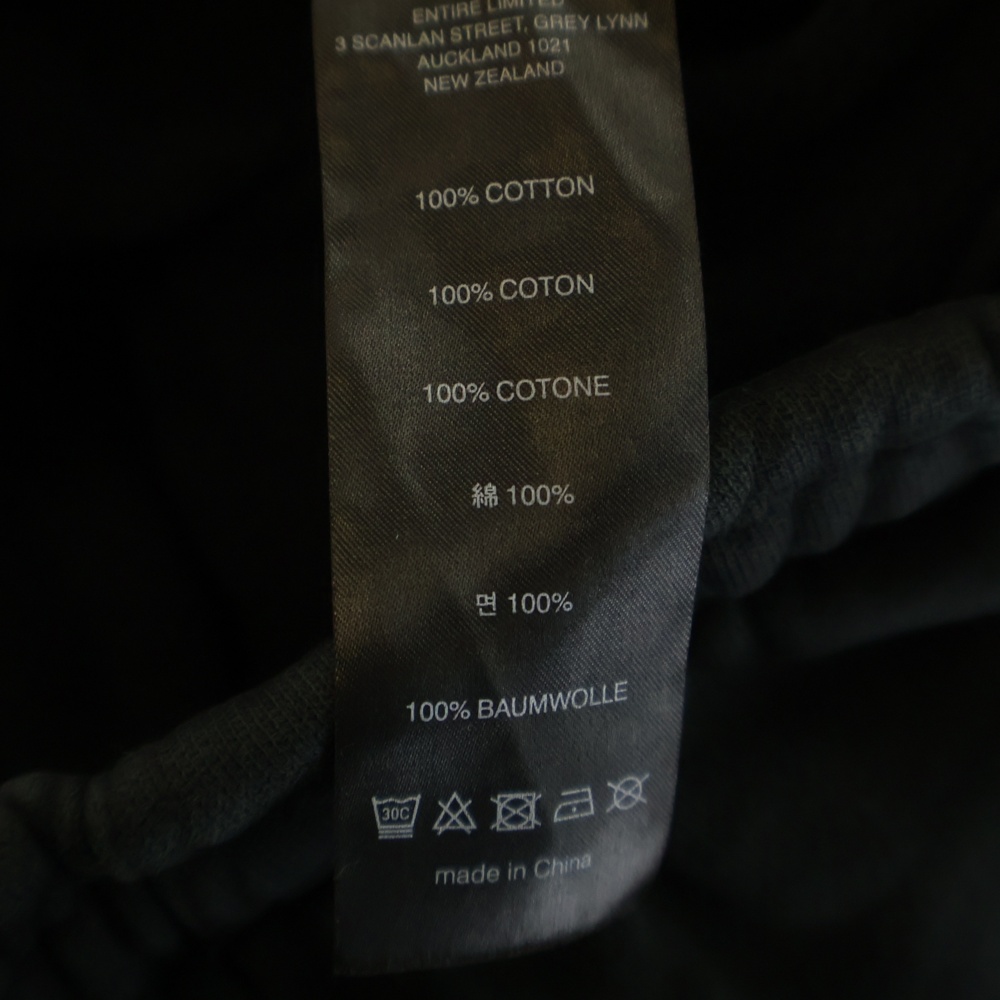 ENTIRE LIMITED
3 SCANLAN STREET, GREY LYNN
AUCKLAND 1021
NEW ZEALAND
100% COTTON
100% COTON
100% COTONE
綿 100%
면 100%
100% BAUMWOLLE
30C
made in China